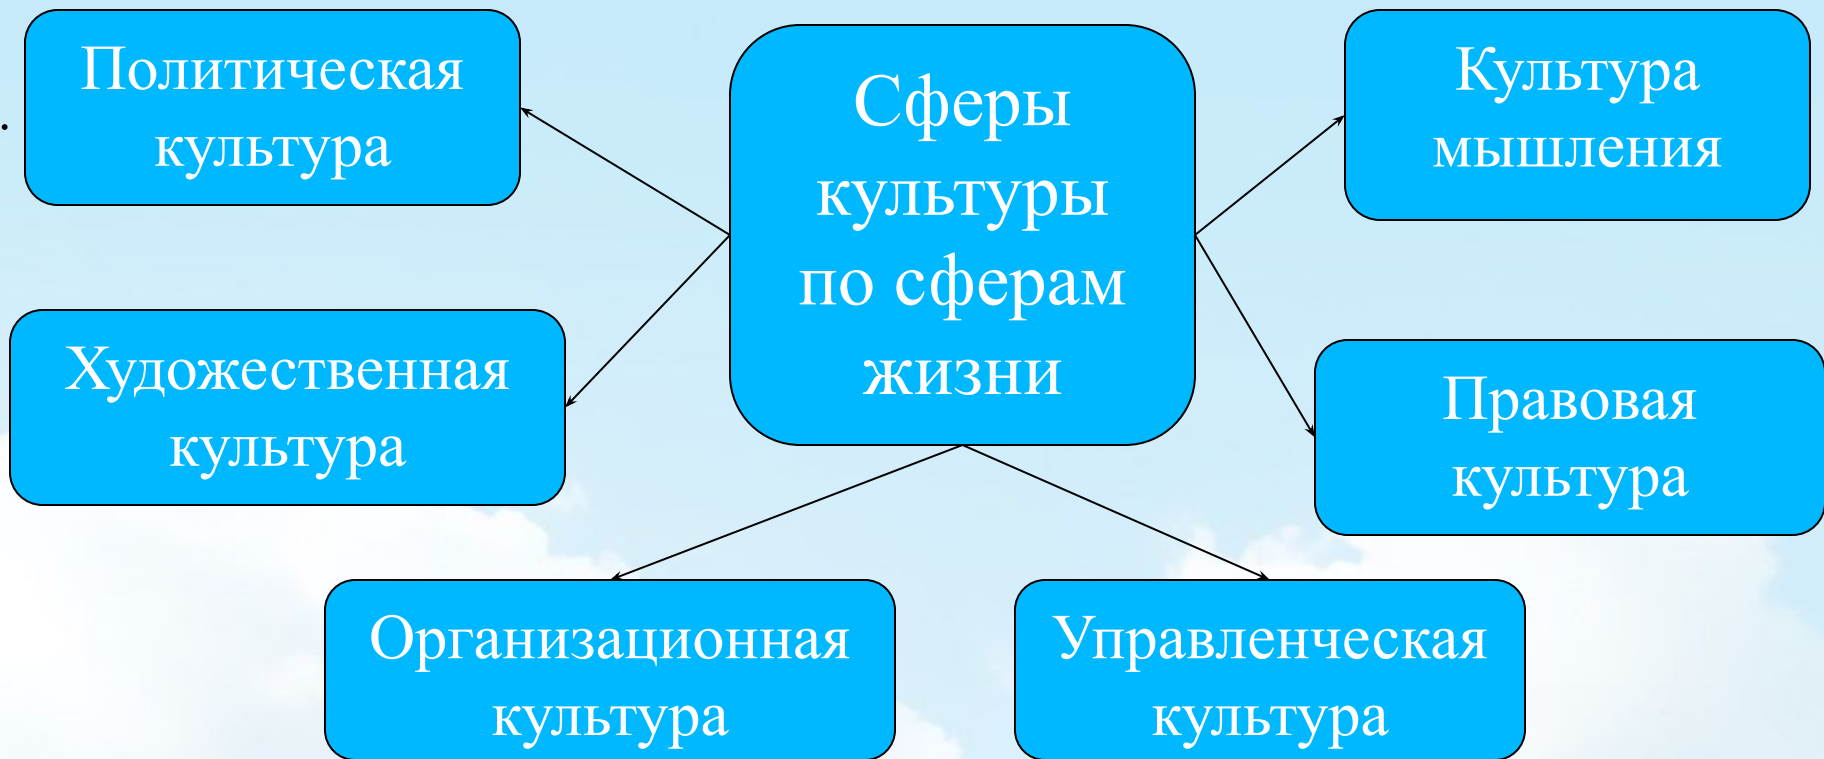 Политическая
культура
.
Сферы
культуры
по сферам
жизни
Культура
мышления
Художественная
культура
Правовая
культура
Организационная
культура
Управленческая
культура